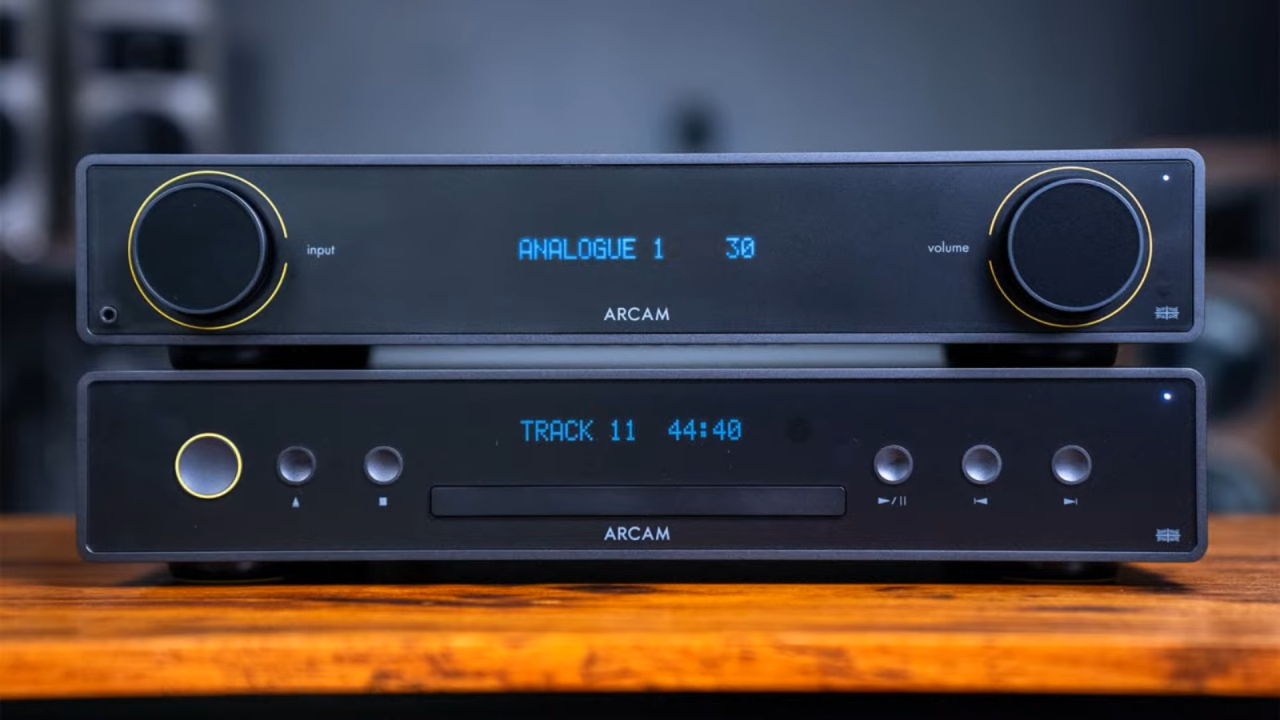 input
ANALOGUE 1 30
volume
ARCAM
TRACK 11 44:40
ARCAM